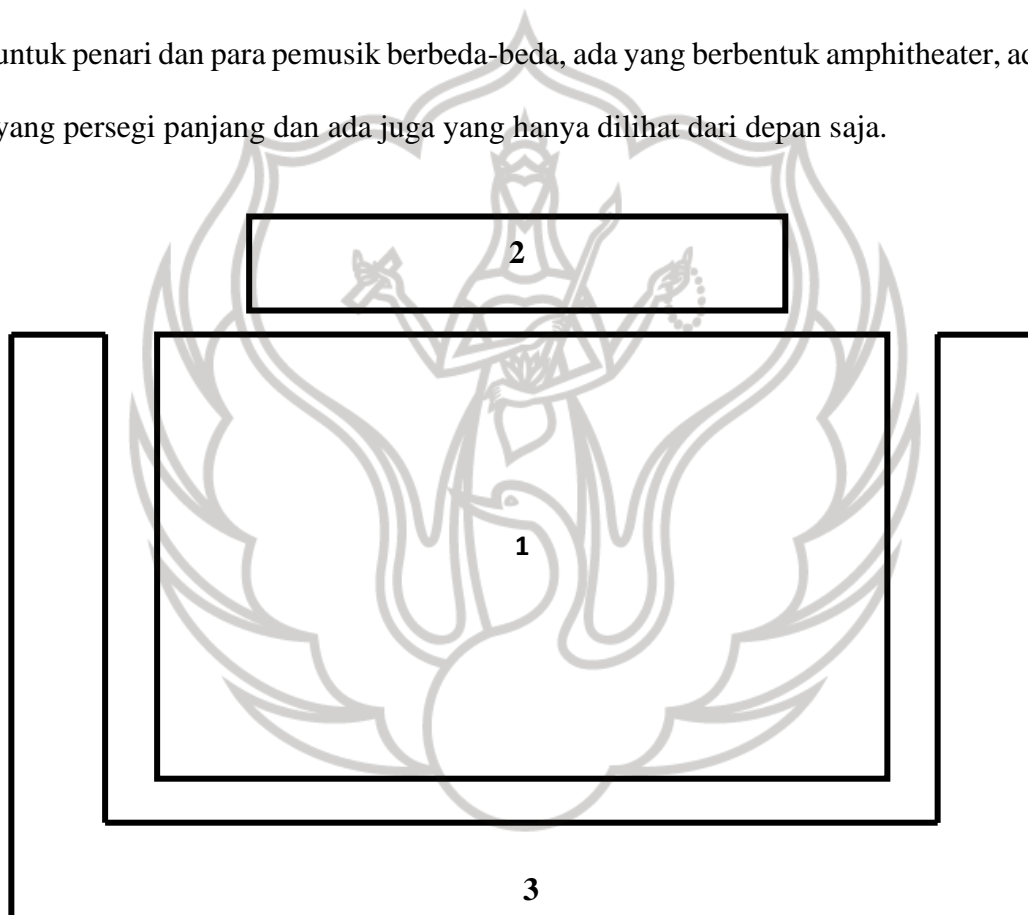 untuk penari dan para pemusik berbeda-beda, ada yang berbentuk amphitheater,
yang persegi panjang dan ada juga yang hanya dilihat dari depan saja.
2
1
3